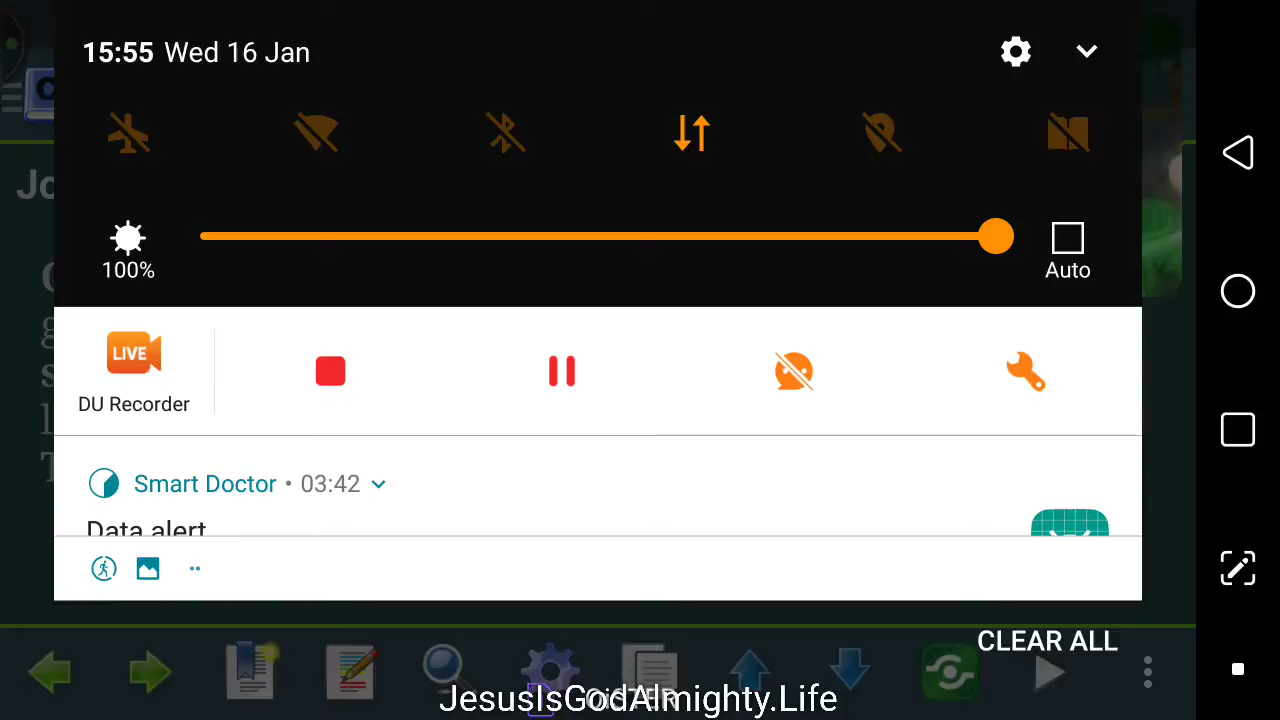 15:55 Wed 16 Jan
Jo
100%
Auto
LIVE
DU Recorder
Smart Doctor • 03:42
Data alert
CLEAR ALL
JesusIsGodAlmighty.Life